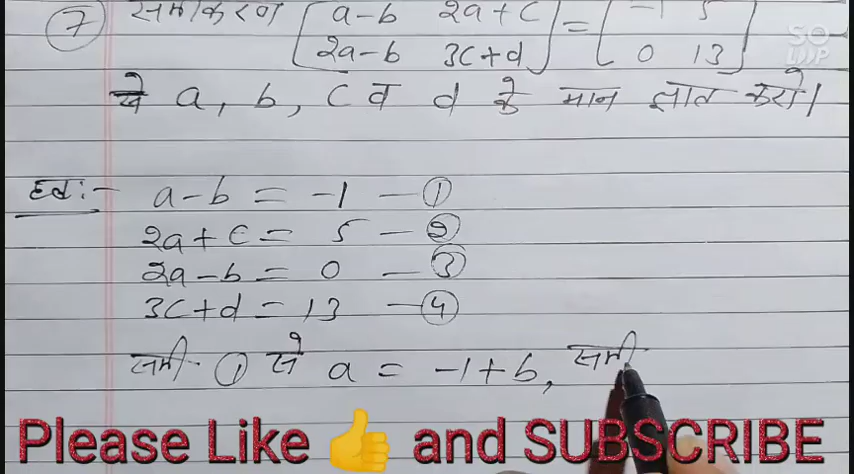 ⑦ समीकरण [a-b 2a+c] = [-1 5]
[2a-b 3c+d] [0 13]
से a, b, c व d के मान ज्ञात करो।
हल:- a-b = -1 - ①
2a+c = 5 - ②
2a-b = 0 - ③
3c+d = 13 - ④
समी ① से a = -1+b, समी
Please Like 👍 and SUBSCRIBE